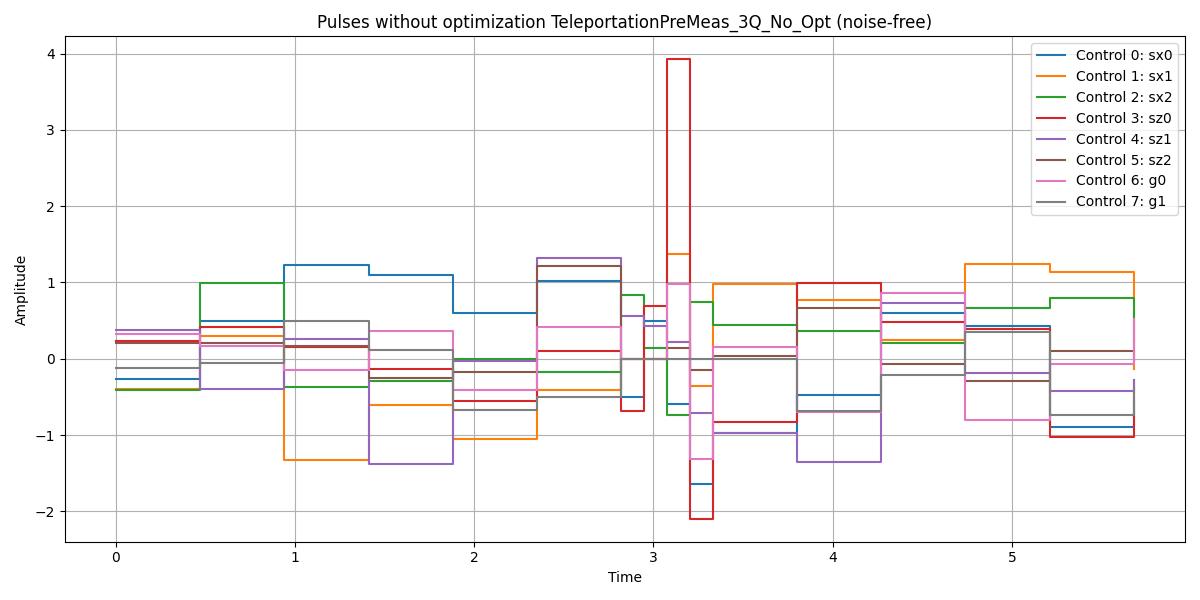 Pulses without optimization TeleportationPreMeas_3Q_No_Opt (noise-free)
4
3
2
1
0
−1
−2
Amplitude
0
1
2
3
4
5
Time
Control 0: sx0
Control 1: sx1
Control 2: sx2
Control 3: sz0
Control 4: sz1
Control 5: sz2
Control 6: g0
Control 7: g1